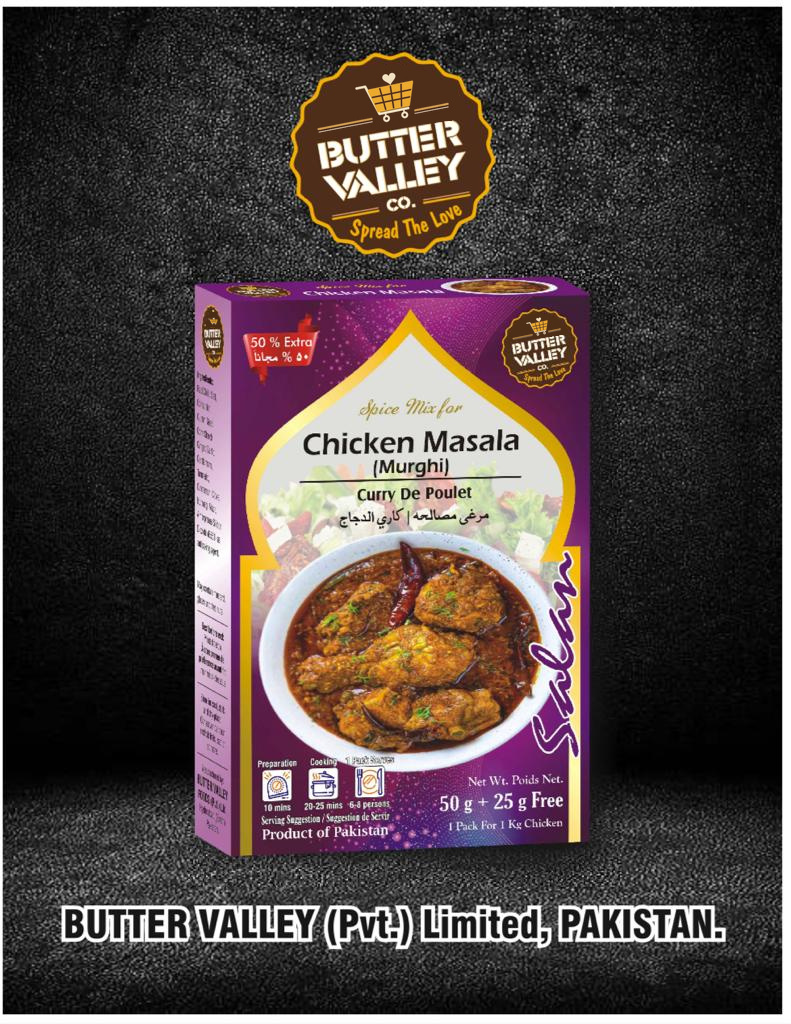 BUTTER
VALLEY
CO.
Spread The Love
Spice Mix for
Chicken Masala
50 % Extra
٥٠ % مجاناً
BUTTER
VALLEY
CO.
Spread The Love
BUTTER
VALLEY
Spice Mix for
Chicken Masala
(Murghi)
Curry De Poulet
مرغی مصالحه | كاري الدجاج
Salan
Preparation
Cooking
1 Pack Serves
10 mins
20-25 mins
6-8 persons
Serving Suggestion / Suggestion de Servir
Product of Pakistan
Net Wt. Poids Net.
50 g + 25 g Free
1 Pack For 1 Kg Chicken
BUTTER VALLEY
BUTTER VALLEY (Pvt.) Limited, PAKISTAN.